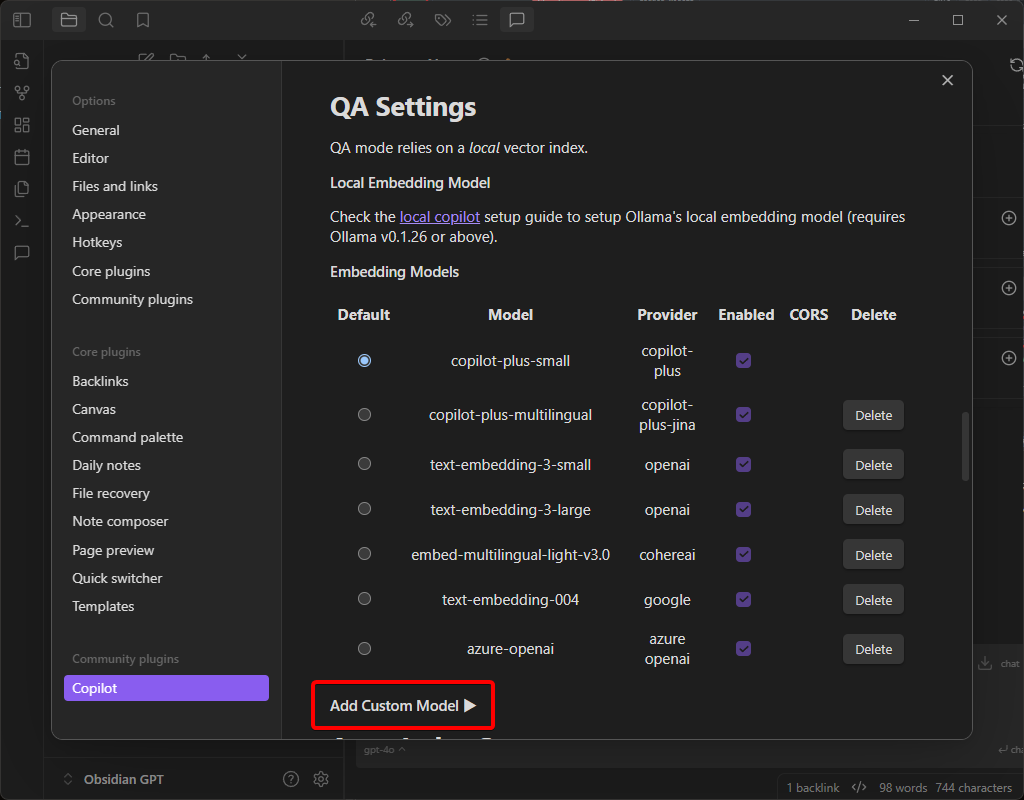 Options
General
Editor
Files and links
Appearance
Hotkeys
Core plugins
Community plugins
Core plugins
Backlinks
Canvas
Command palette
Daily notes
File recovery
Note composer
Page preview
Quick switcher
Templates
Community plugins
Copilot
QA Settings
QA mode relies on a local vector index.
Local Embedding Model
Check the local copilot setup guide to setup Ollama's local embedding model (requires
Ollama v0.1.26 or above).
Embedding Models
Default Model Provider Enabled CORS Delete
copilot-plus-small copilot-
plus
copilot-plus-multilingual copilot-
plus-jina Delete
text-embedding-3-small openai Delete
text-embedding-3-large openai Delete
embed-multilingual-light-v3.0 cohereai Delete
text-embedding-004 google Delete
azure-openai azure
openai Delete
Add Custom Model ▶
chat
gpt-4o
Obsidian GPT
1 backlink 98 words 744 characters